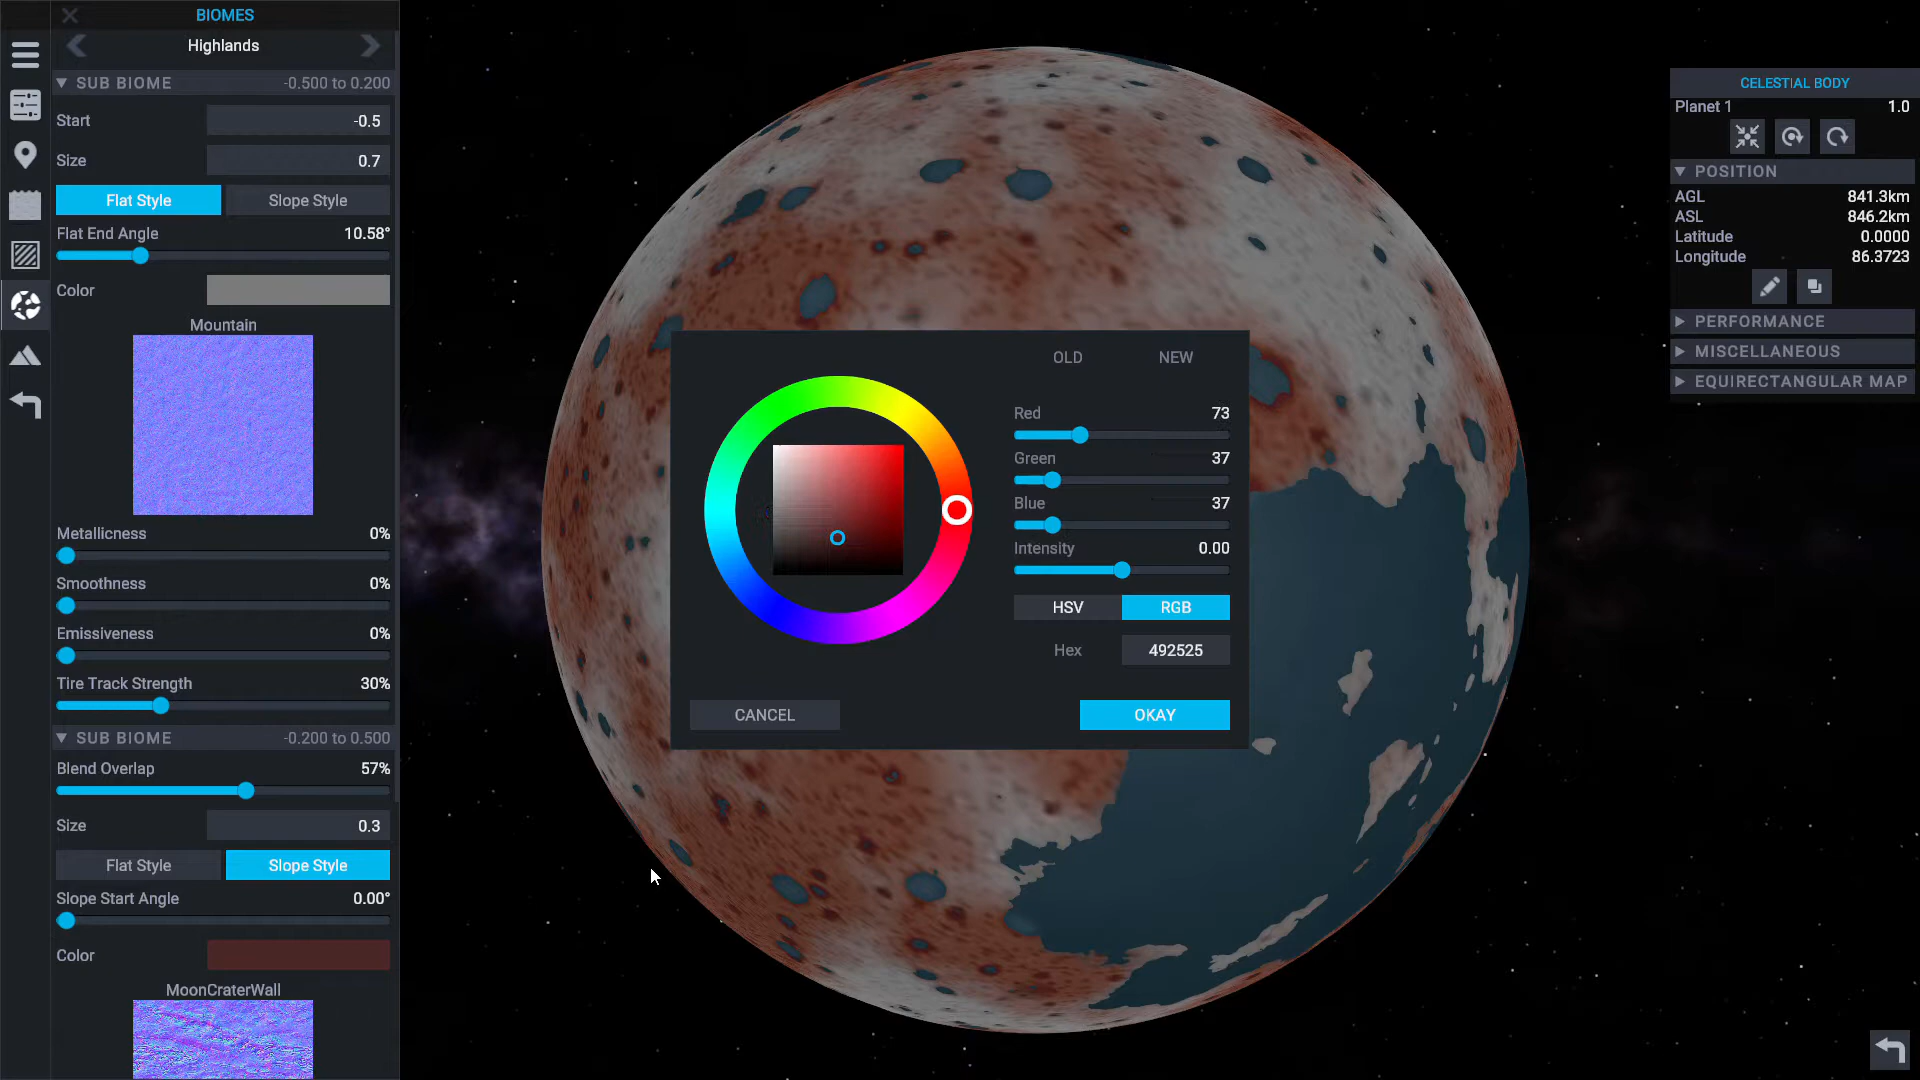 BIOMES
Highlands
SUB BIOME -0.500 to 0.200
Start -0.5
Size 0.7
Flat Style Slope Style
Flat End Angle 10.58°
Color
Mountain
Metallicness 0%
Smoothness 0%
Emissiveness 0%
Tire Track Strength 30%
SUB BIOME -0.200 to 0.500
Blend Overlap 57%
Size 0.3
Flat Style Slope Style
Slope Start Angle 0.00°
Color
MoonCraterWall
OLD NEW
Red 73
Green 37
Blue 37
Intensity 0.00
HSV RGB
Hex 492525
CANCEL OKAY
CELESTIAL BODY
Planet 1 1.0
POSITION
AGL 841.3km
ASL 846.2km
Latitude 0.0000
Longitude 86.3723
PERFORMANCE
MISCELLANEOUS
EQUIRECTANGULAR MAP